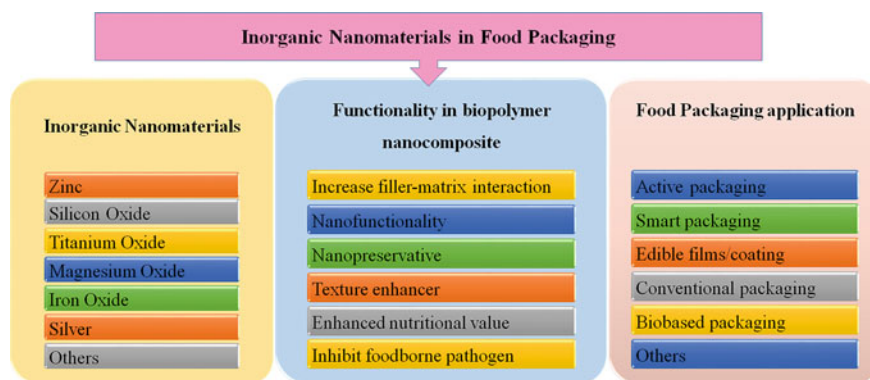 Inorganic Nanomaterials in Food Packaging
Inorganic Nanomaterials
Zinc
Silicon Oxide
Titanium Oxide
Magnesium Oxide
Iron Oxide
Silver
Others
Functionality in biopolymer
nanocomposite
Increase filler-matrix interaction
Nanofunctionality
Nanopreservative
Texture enhancer
Enhanced nutritional value
Inhibit foodborne pathogen
Food Packaging application
Active packaging
Smart packaging
Edible films/coating
Conventional packaging
Biobased packaging
Others